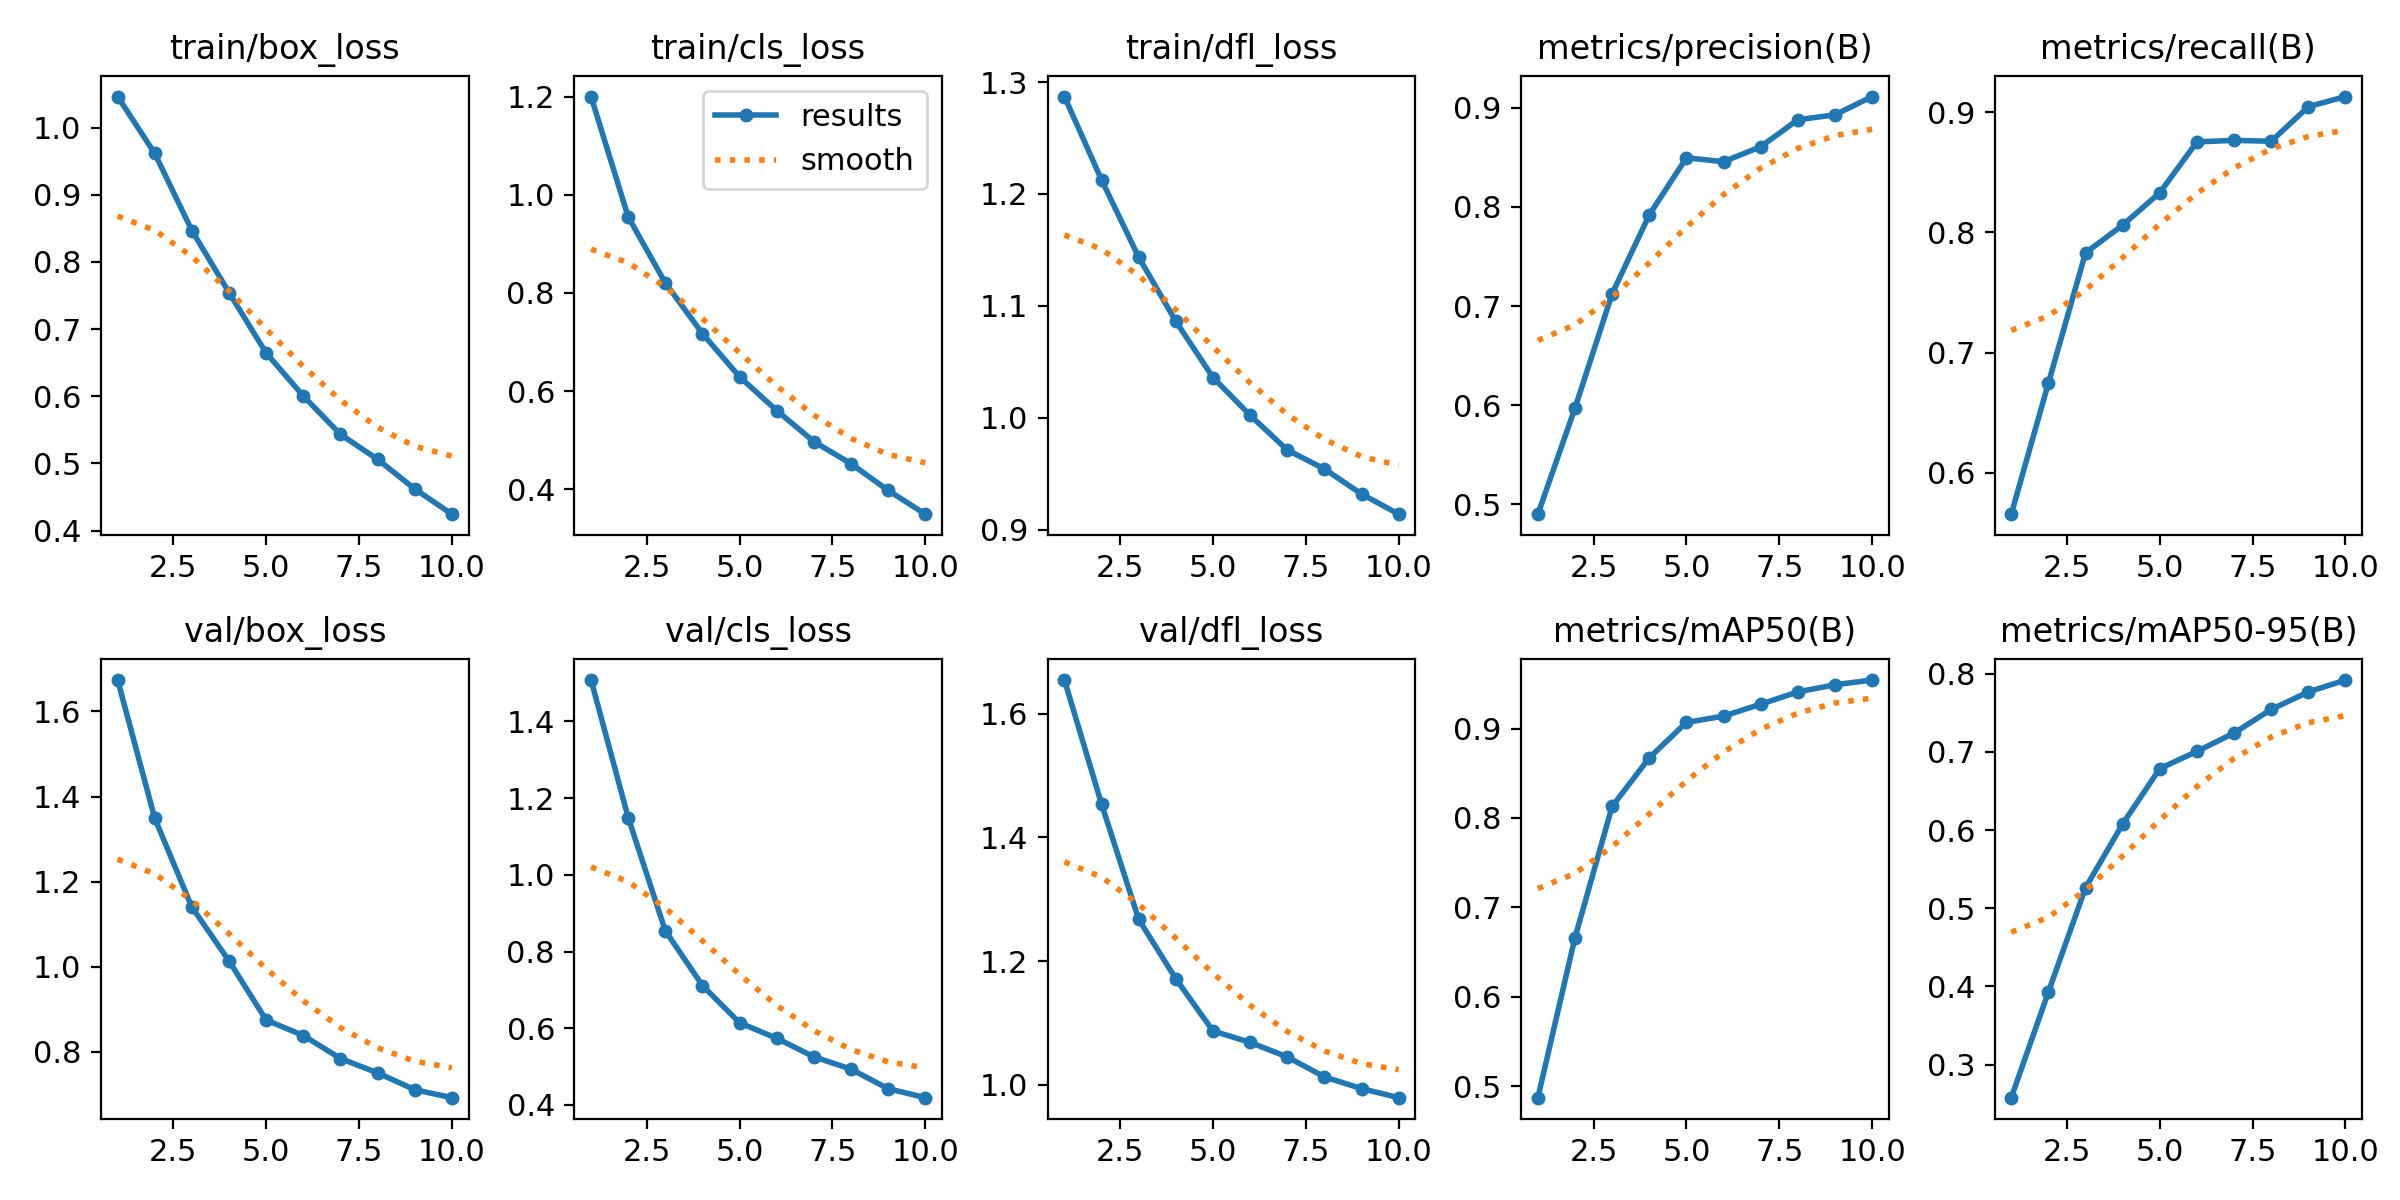 train/box_loss
train/cls_loss
train/dfl_loss
metrics/precision(B)
metrics/recall(B)
1.0
0.9
0.8
0.7
0.6
0.5
0.4
2.5 5.0 7.5 10.0
1.2
1.0
0.8
0.6
0.4
results
smooth
2.5 5.0 7.5 10.0
1.3
1.2
1.1
1.0
0.9
2.5 5.0 7.5 10.0
0.9
0.8
0.7
0.6
0.5
2.5 5.0 7.5 10.0
0.9
0.8
0.7
0.6
2.5 5.0 7.5 10.0
val/box_loss
val/cls_loss
val/dfl_loss
metrics/mAP50(B)
metrics/mAP50-95(B)
1.6
1.4
1.2
1.0
0.8
2.5 5.0 7.5 10.0
1.4
1.2
1.0
0.8
0.6
0.4
2.5 5.0 7.5 10.0
1.6
1.4
1.2
1.0
2.5 5.0 7.5 10.0
0.9
0.8
0.7
0.6
0.5
2.5 5.0 7.5 10.0
0.8
0.7
0.6
0.5
0.4
0.3
2.5 5.0 7.5 10.0